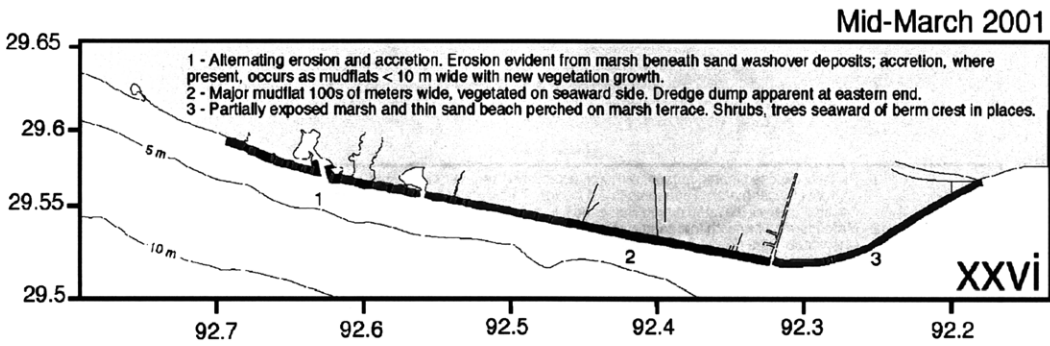 Mid-March 2001
29.65
1 - Alternating erosion and accretion. Erosion evident from marsh beneath sand washover deposits; accretion, where
present, occurs as mudflats < 10 m wide with new vegetation growth.
2 - Major mudflat 100s of meters wide, vegetated on seaward side. Dredge dump apparent at eastern end.
3 - Partially exposed marsh and thin sand beach perched on marsh terrace. Shrubs, trees seaward of berm crest in places.
29.6
5 m
29.55
1
10 m
2
3
29.5
xxvi
92.7
92.6
92.5
92.4
92.3
92.2